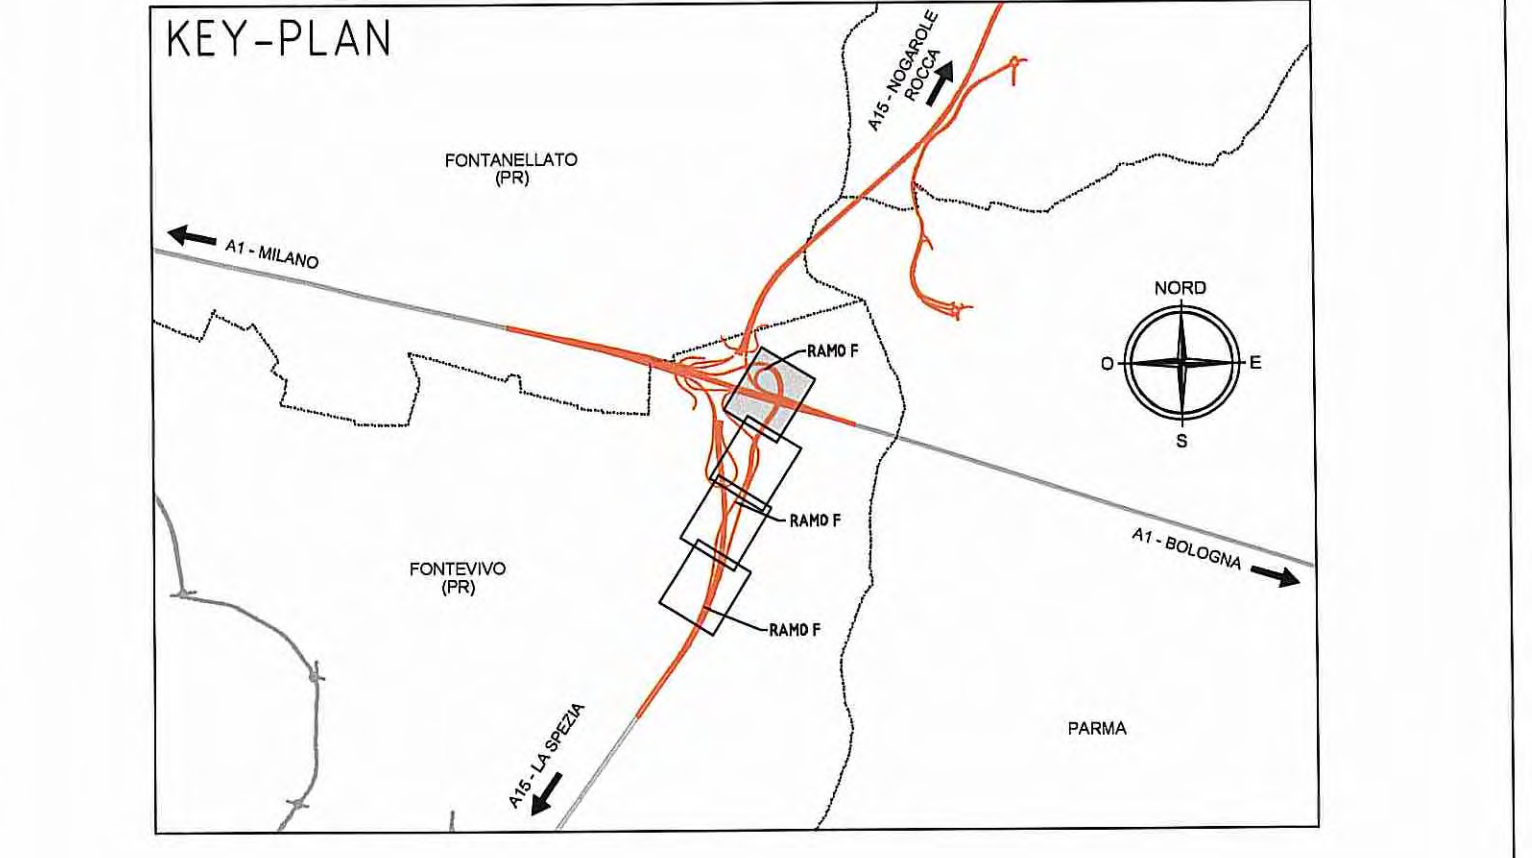 KEY-PLAN
A15 - NOGAROLE
ROCCA
FONTANELLATO
(PR)
A1 - MILANO
NORD
RAMO F
O
E
S
RAMO F
A1 - BOLOGNA
FONTEVIVO
(PR)
RAMO F
A15 - LA SPEZIA
PARMA